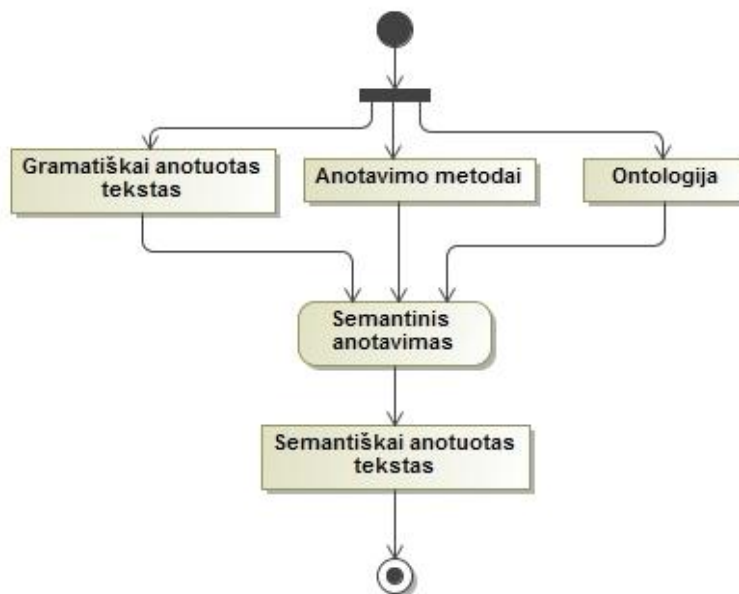 Gramatiškai anotuotas
tekstas
Anotavimo metodai
Ontologija
Semantinis
anotavimas
Semantiškai anotuotas
tekstas